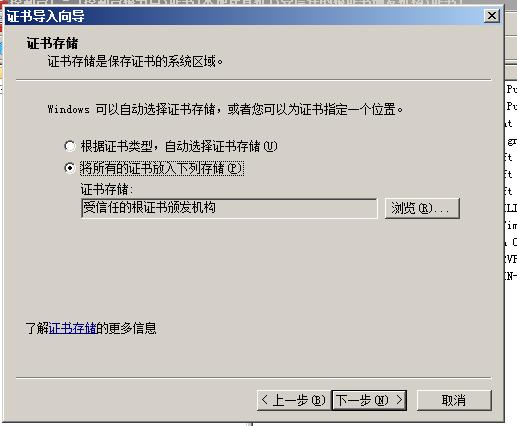 证书导入向导
证书存储
证书存储是保存证书的系统区域。
Windows 可以自动选择证书存储，或者您可以为证书指定一个位置。
根据证书类型，自动选择证书存储(U)
将所有的证书放入下列存储(P)
证书存储:
受信任的根证书颁发机构
浏览(R)...
了解证书存储的更多信息
< 上一步(B)
下一步(N) >
取消